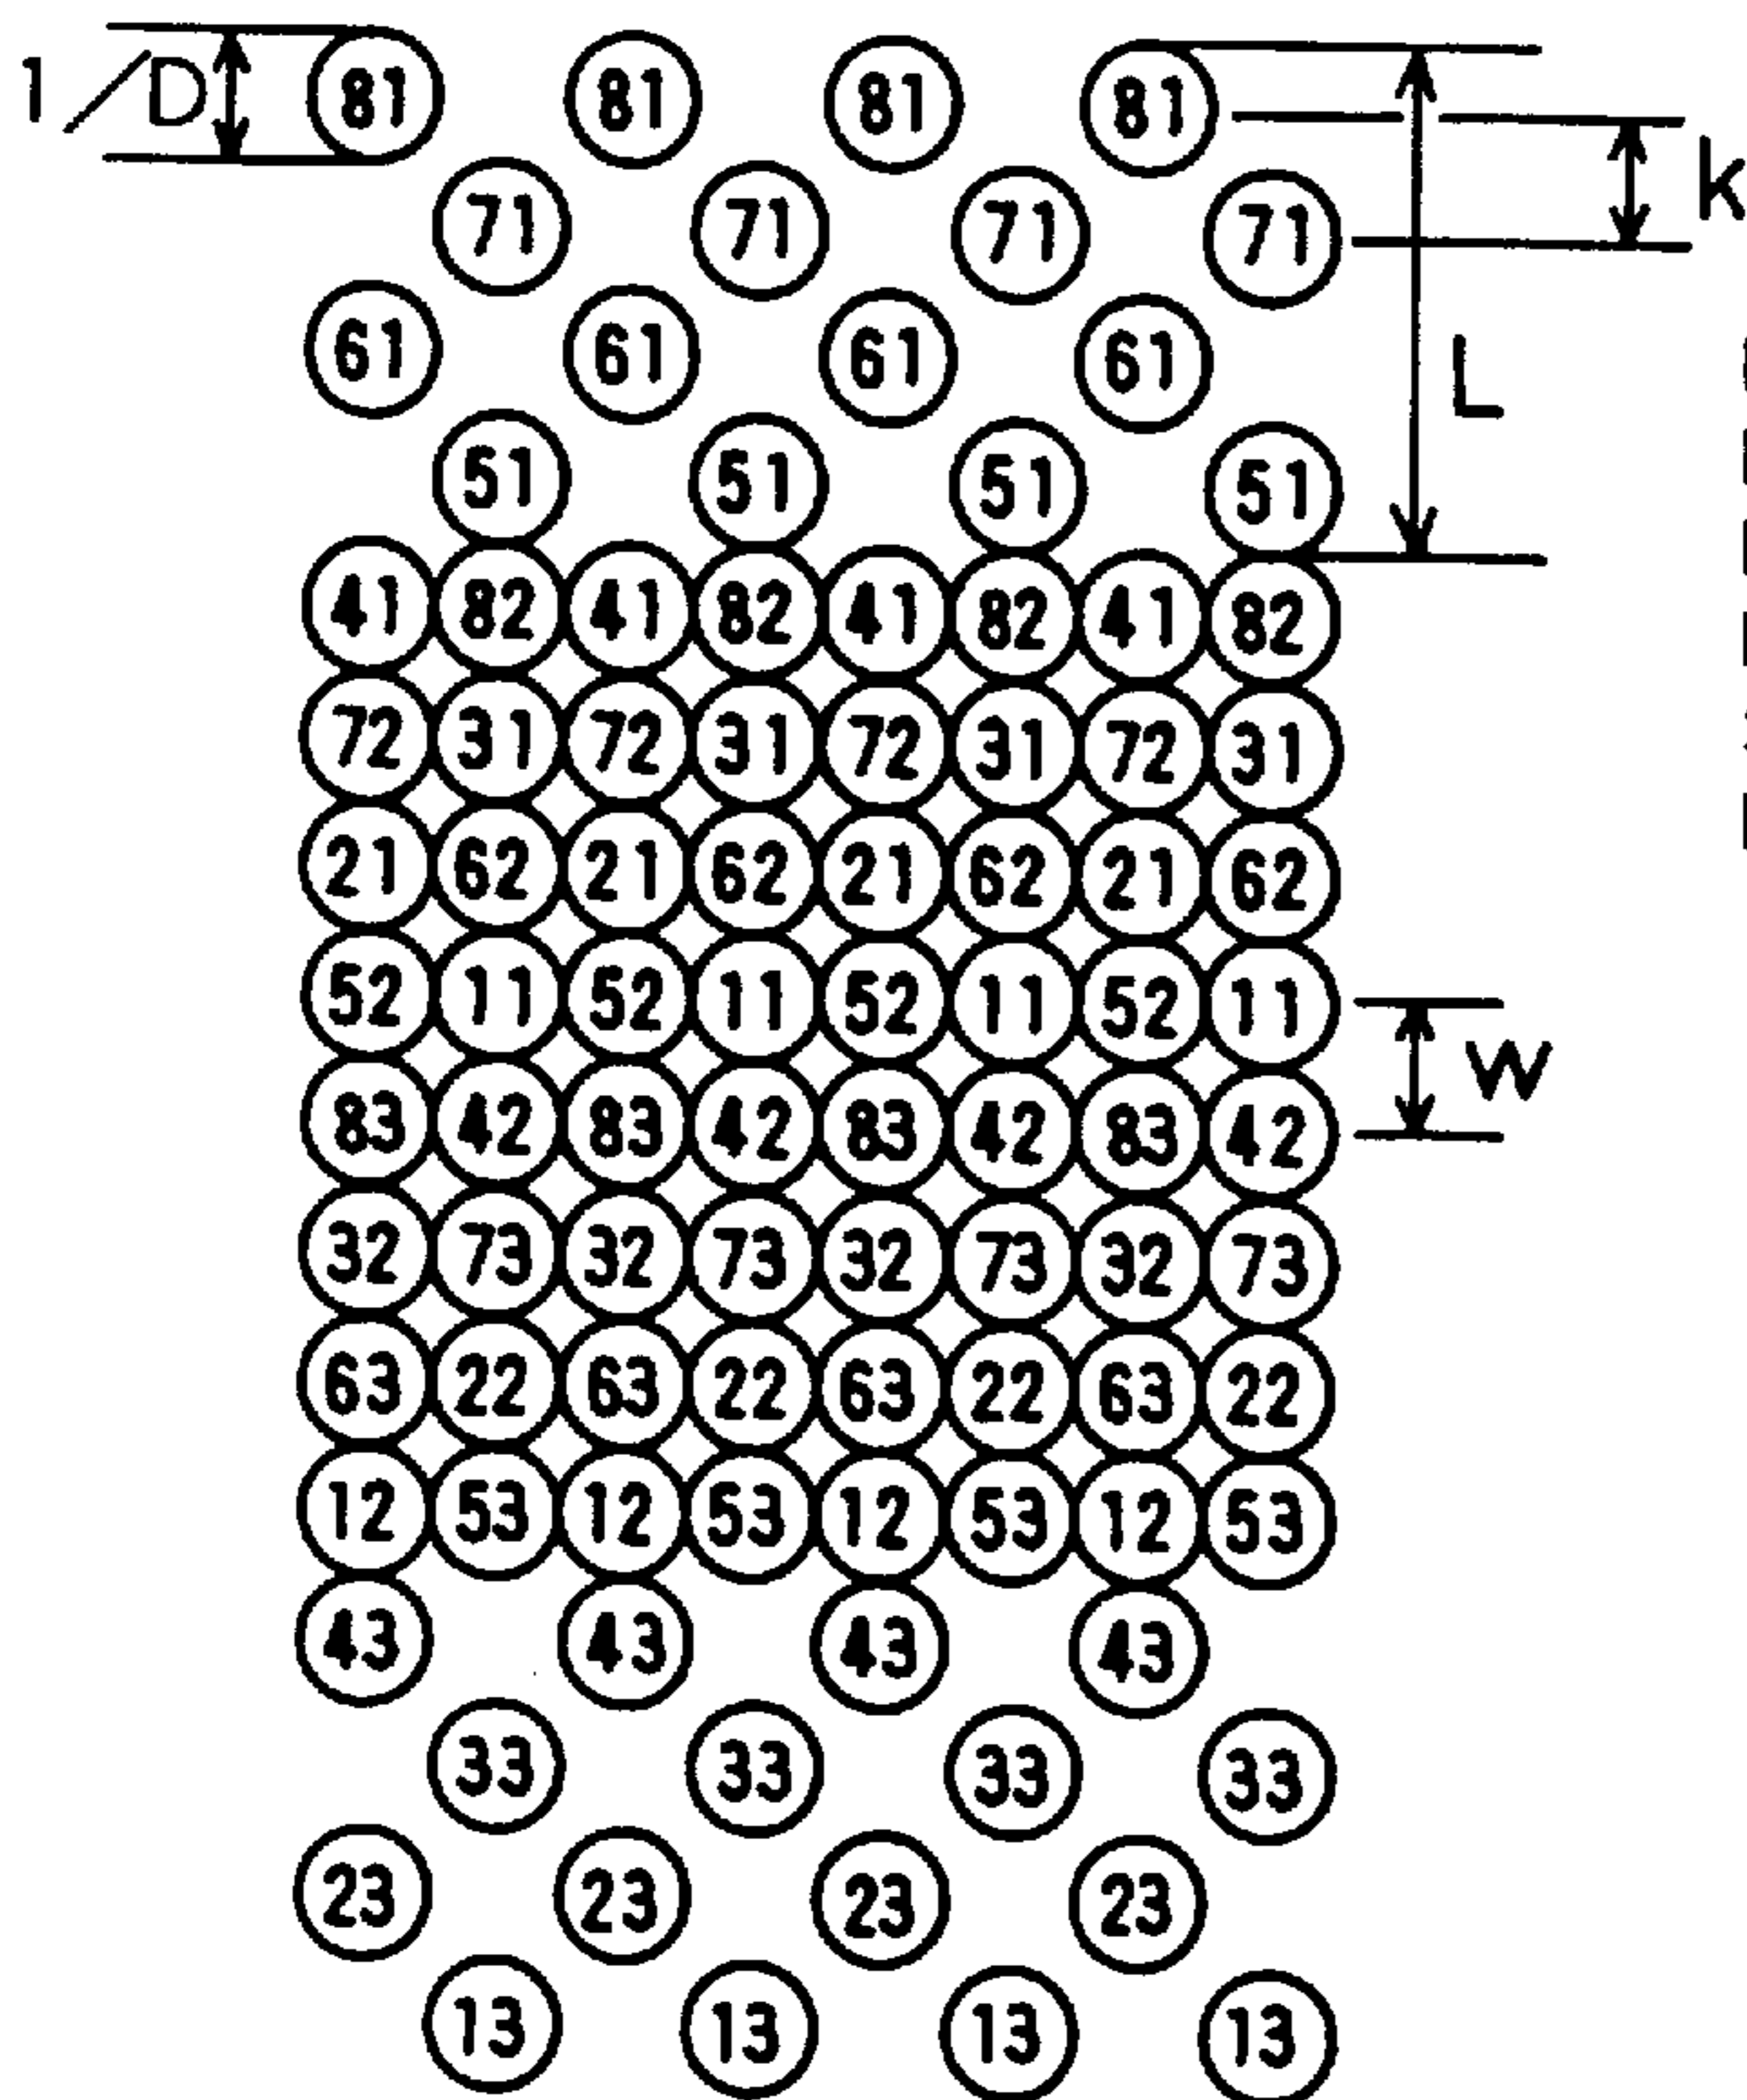 1/D 81 81 81 81
k
71 71 71 71
61 61 61 61
L
51 51 51 51
41 82 41 82 41 82 41 82
72 31 72 31 72 31 72 31
21 62 21 62 21 62 21 62
52 11 52 11 52 11 52 11
W
83 42 83 42 83 42 83 42
32 73 32 73 32 73 32 73
63 22 63 22 63 22 63 22
12 53 12 53 12 53 12 53
43 43 43 43
33 33 33 33
23 23 23 23
13 13 13 13